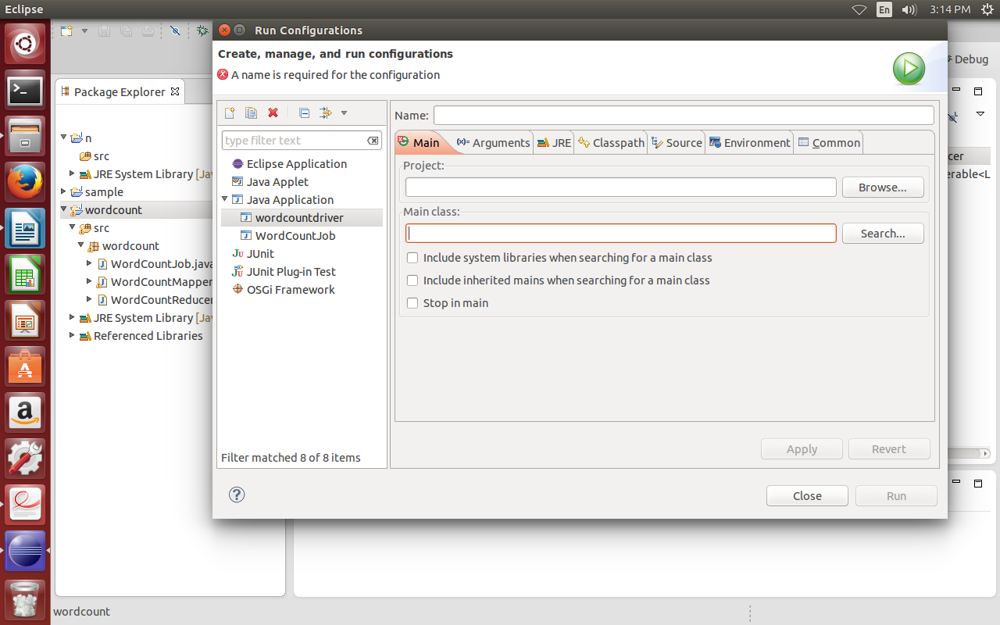 Eclipse
En
3:14 PM
Run Configurations
Create, manage, and run configurations
A name is required for the configuration
Debug
Package Explorer
n
src
JRE System Library [Jav
sample
wordcount
src
wordcount
WordCountJob.java
WordCountMapper
WordCountReducer
JRE System Library [Jav
Referenced Libraries
type filter text
Eclipse Application
Java Applet
Java Application
wordcountdriver
WordCountJob
JUnit
JUnit Plug-in Test
OSGi Framework
Filter matched 8 of 8 items
Name:
Main
(x)= Arguments
JRE
Classpath
Source
Environment
Common
Project:
Browse...
Main class:
Search...
Include system libraries when searching for a main class
Include inherited mains when searching for a main class
Stop in main
Apply
Revert
Close
Run
cer
erable<L
wordcount